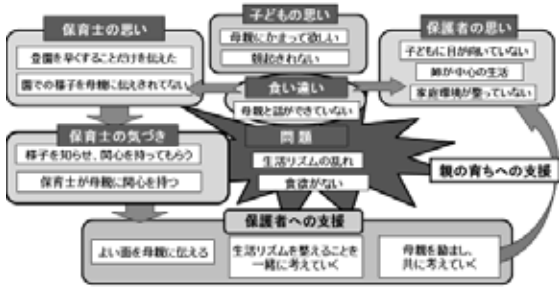 保育士の思い
登園を早くすることだけを伝えた
園での様子を母親に伝えきれてない
子どもの思い
母親にかまって欲しい
朝起きれない
保護者の思い
子どもに目が向いていない
姉が中心の生活
家庭環境が整っていない
食い違い
母親と話ができていない
保育士の気づき
様子を知らせ、関心を持ってもらう
保育士が母親に関心を持つ
問題
生活リズムの乱れ
食欲がない
親の育ちへの支援
保護者への支援
よい面を母親に伝える
生活リズムを整えることを
一緒に考えていく
母親を励まし、
共に考えていく